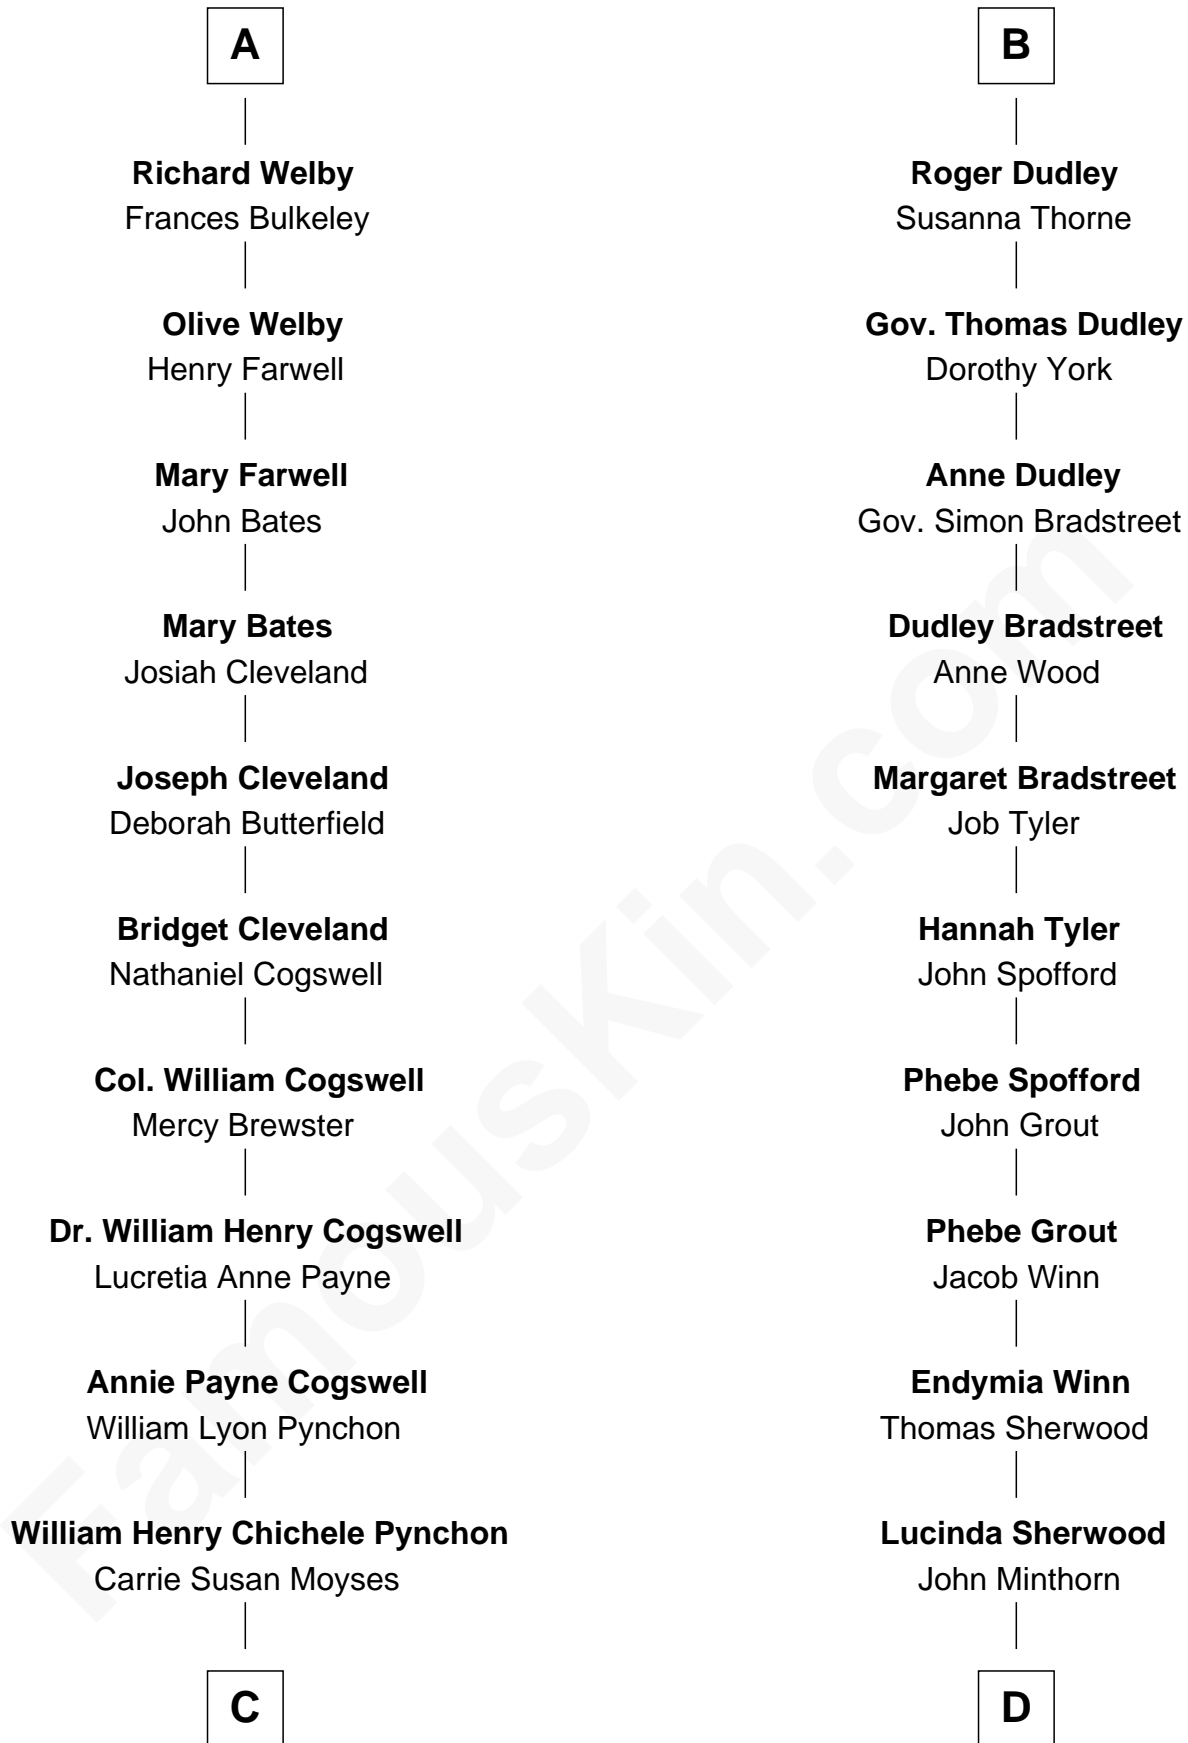 A
Richard Welby
Frances Bulkeley
Olive Welby
Henry Farwell
Mary Farwell
John Bates
Mary Bates
Josiah Cleveland
Joseph Cleveland
Deborah Butterfield
Bridget Cleveland
Nathaniel Cogswell
Col. William Cogswell
Mercy Brewster
Dr. William Henry Cogswell
Lucretia Anne Payne
Annie Payne Cogswell
William Lyon Pynchon
William Henry Chichele Pynchon
Carrie Susan Moyses
C
B
Roger Dudley
Susanna Thorne
Gov. Thomas Dudley
Dorothy York
Anne Dudley
Gov. Simon Bradstreet
Dudley Bradstreet
Anne Wood
Margaret Bradstreet
Job Tyler
Hannah Tyler
John Spofford
Phebe Spofford
John Grout
Phebe Grout
Jacob Winn
Endymia Winn
Thomas Sherwood
Lucinda Sherwood
John Minthorn
D
FamousKin.com